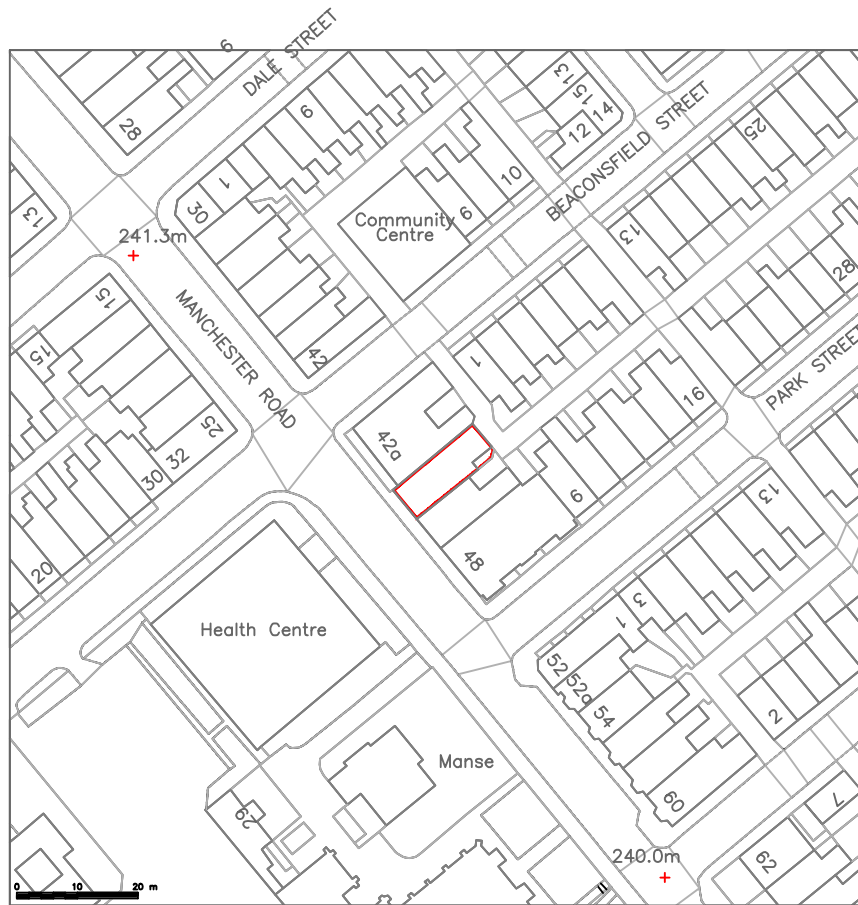 6
DALE STREET
28
6
1
30
13
15
13
12
14
BEACONSFIELD STREET
25
10
6
Community
Centre
13
241.3m
28
15
MANCHESTER ROAD
15
42
1
PARK STREET
16
25
42a
32
30
6
13
20
48
3
1
Health Centre
52
52a
54
2
Manse
29
60
7
240.0m
62
0 10 20 m